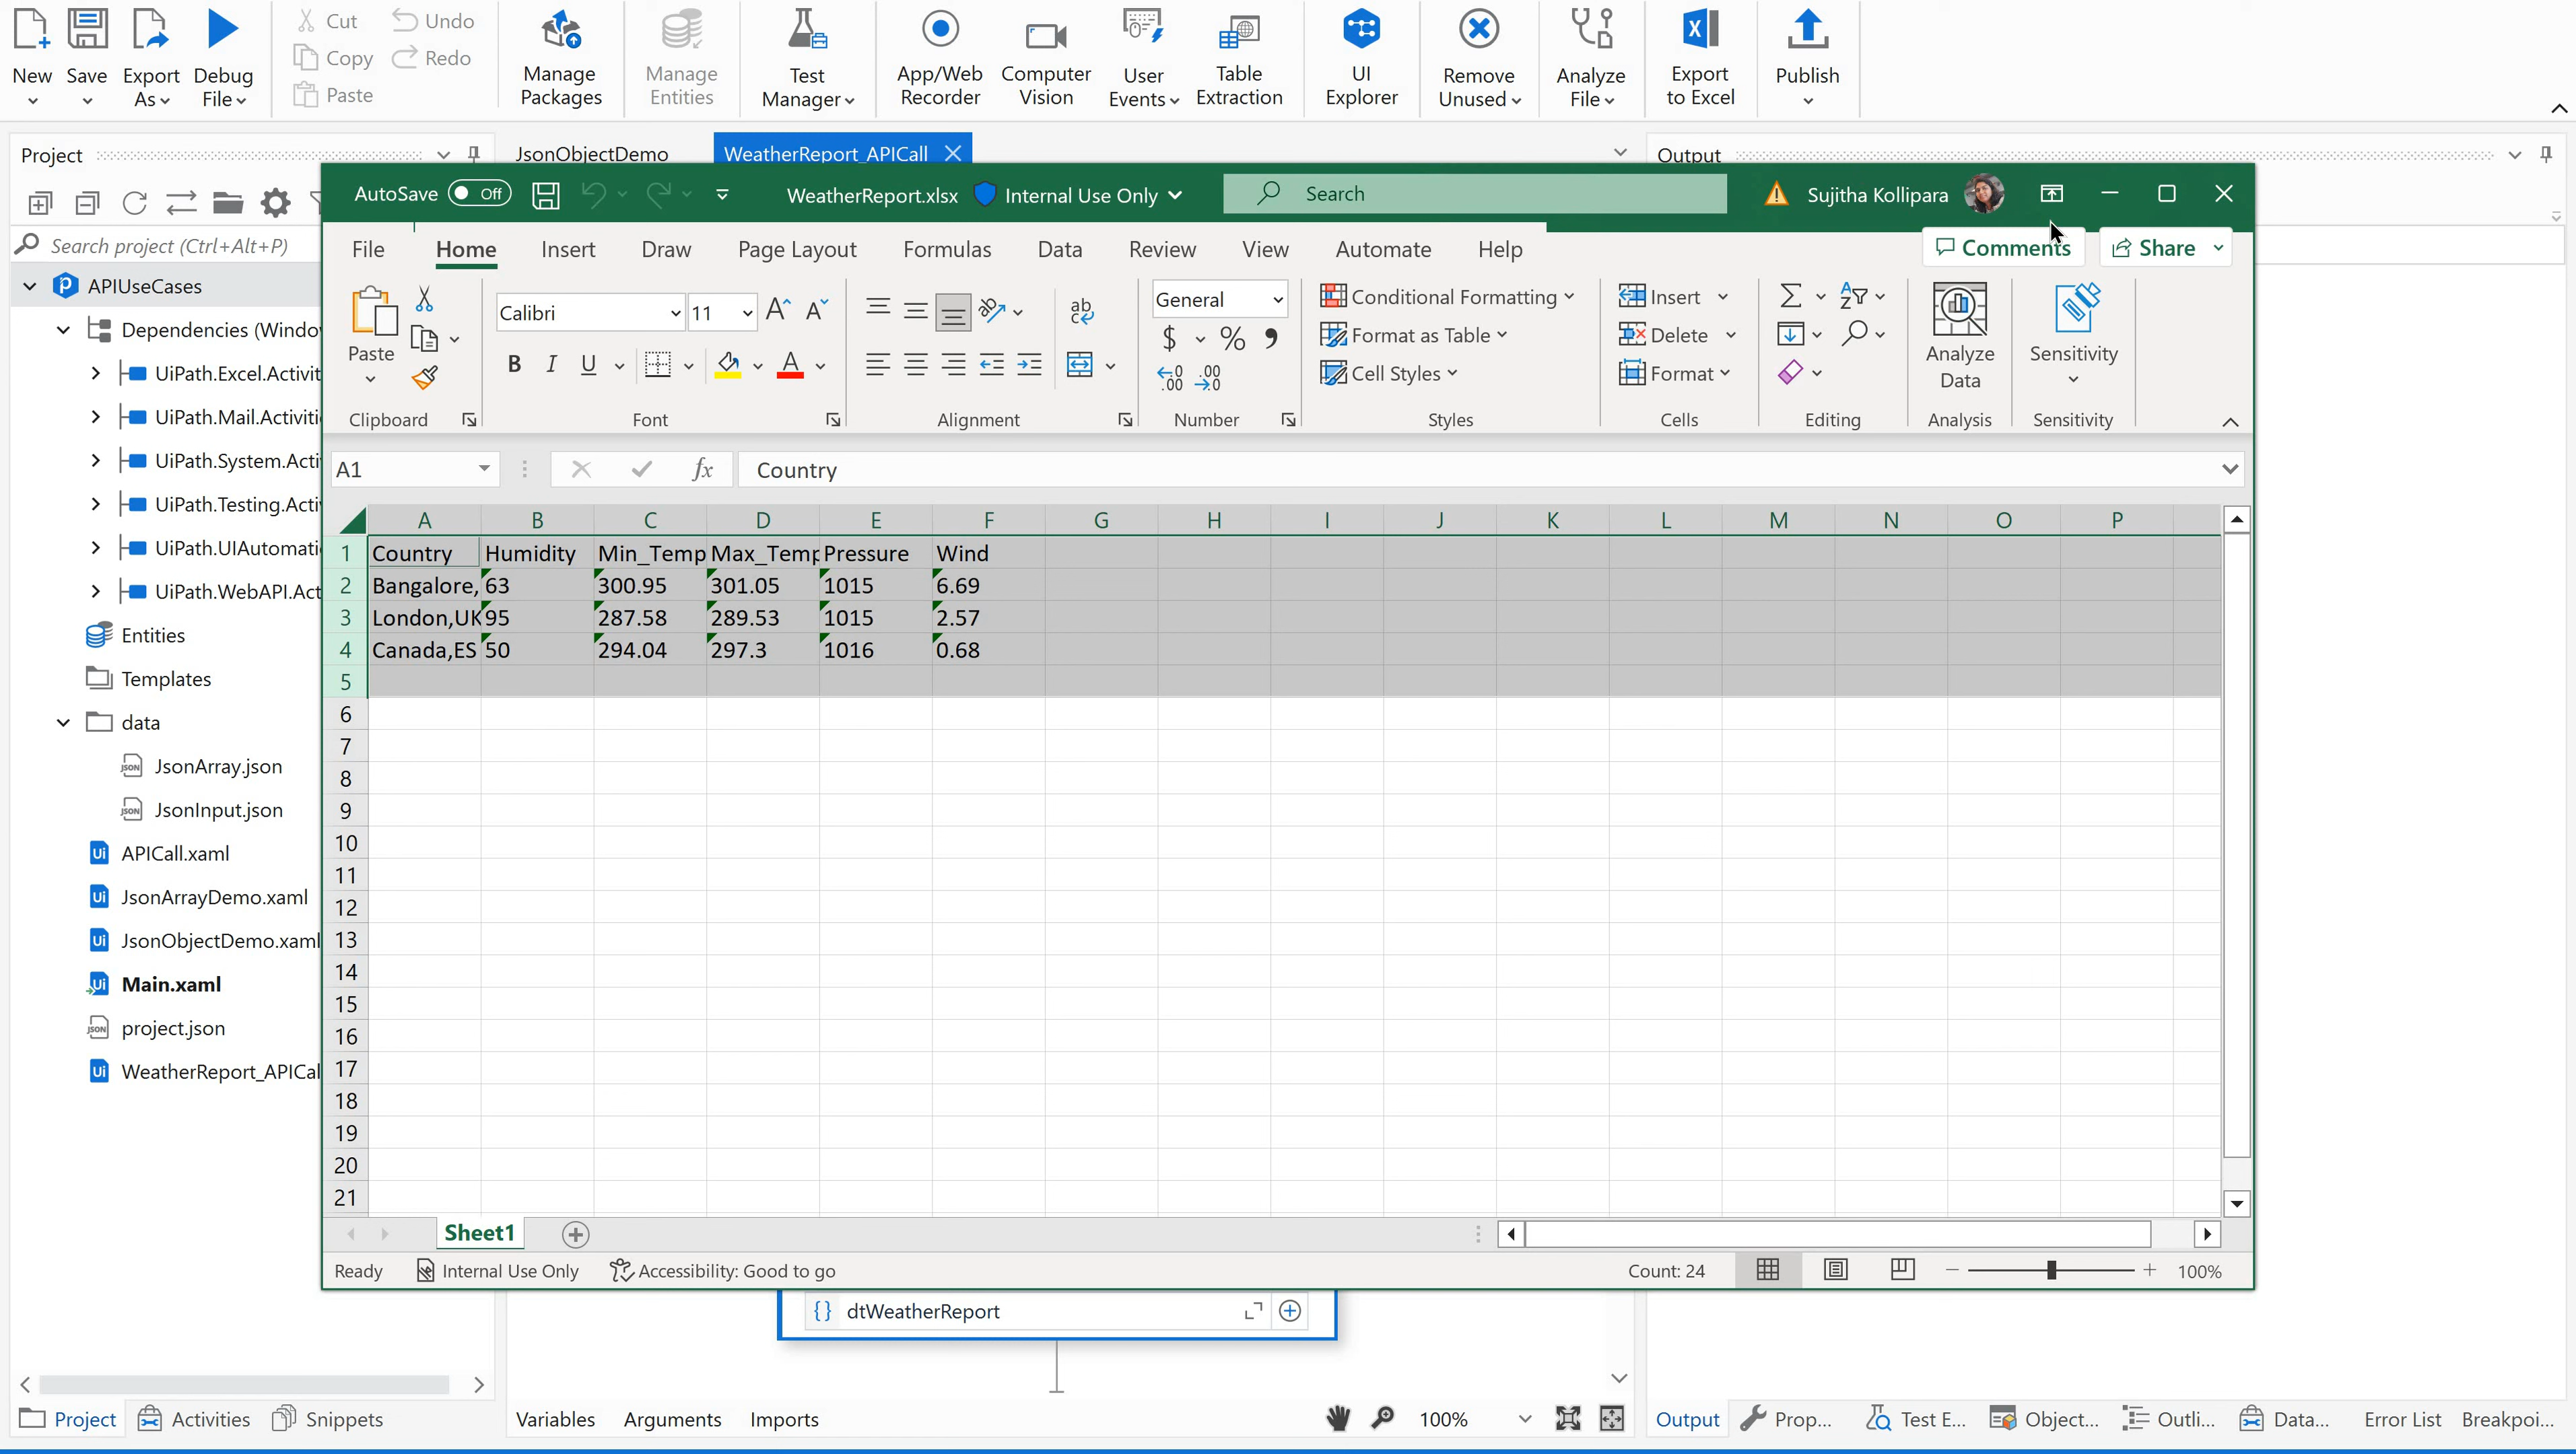 New Save Export As Debug File
Cut Undo
Copy Redo
Paste
Manage Packages
Manage Entities
Test Manager
App/Web Recorder
Computer Vision
User Events
Table Extraction
UI Explorer
Remove Unused
Analyze File
Export to Excel
Publish
Project
JsonObjectDemo
WeatherReport_APICall
Output
AutoSave Off
WeatherReport.xlsx Internal Use Only
Search
Sujitha Kollipara
Search project (Ctrl+Alt+P)
File Home Insert Draw Page Layout Formulas Data Review View Automate Help
Comments Share
APIUseCases
Dependencies (Windo
UiPath.Excel.Activit
UiPath.Mail.Activiti
UiPath.System.Acti
UiPath.Testing.Activ
UiPath.UIAutomati
UiPath.WebAPI.Act
Entities
Templates
data
JsonArray.json
JsonInput.json
APICall.xaml
JsonArrayDemo.xaml
JsonObjectDemo.xaml
Main.xaml
project.json
WeatherReport_APICal
Paste
Clipboard
Calibri 11
B I U A
Font
ab
Alignment
General
$ % ,
.00 .00
Number
Conditional Formatting
Format as Table
Cell Styles
Styles
Insert
Delete
Format
Cells
Editing
Analyze Data
Analysis
Sensitivity
Sensitivity
A1 fx Country
A B C D E F G H I J K L M N O P
1 Country Humidity Min_Temp Max_Temp Pressure Wind
2 Bangalore, 63 300.95 301.05 1015 6.69
3 London,UK 95 287.58 289.53 1015 2.57
4 Canada,ES 50 294.04 297.3 1016 0.68
5
6
7
8
9
10
11
12
13
14
15
16
17
18
19
20
21
Sheet1
Ready Internal Use Only Accessibility: Good to go Count: 24 100%
{} dtWeatherReport
Project Activities Snippets
Variables Arguments Imports 100%
Output Prop... Test E... Object... Outli... Data... Error List Breakpoi...